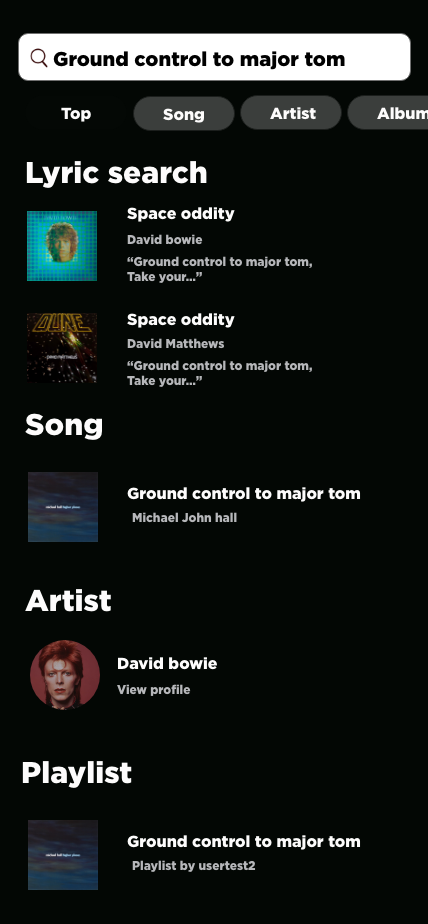 Ground control to major tom
Top
Song
Artist
Album
Lyric search
Space oddity
David bowie
“Ground control to major tom,
Take your...”
DUNE
DAVID MATTHEWS
Space oddity
David Matthews
“Ground control to major tom,
Take your...”
Song
Ground control to major tom
Michael John hall
Artist
David bowie
View profile
Playlist
Ground control to major tom
Playlist by usertest2